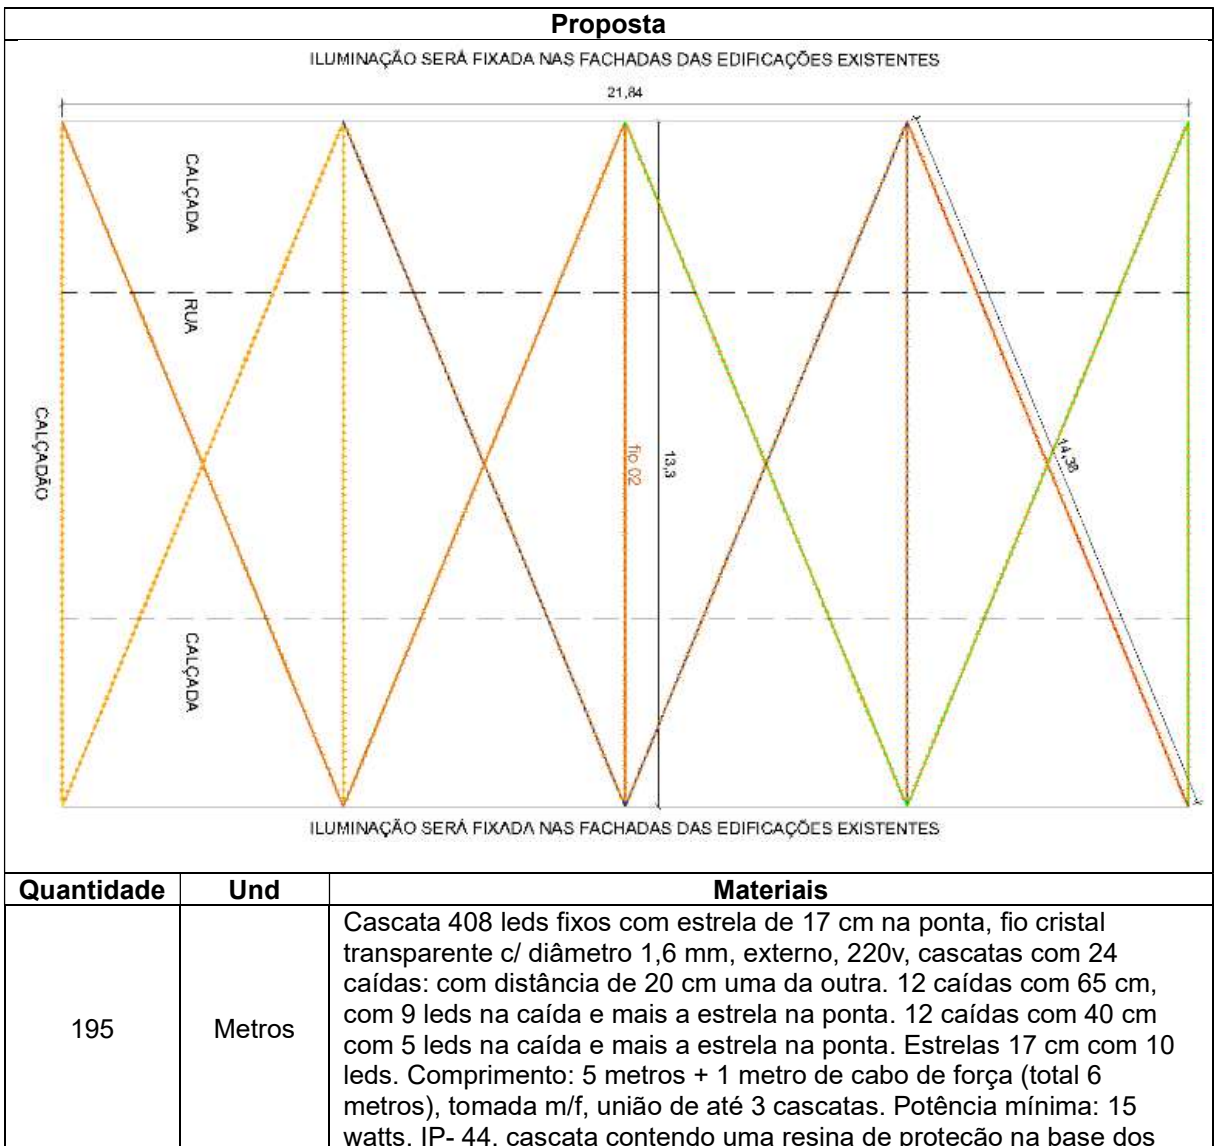 Proposta
ILUMINAÇÃO SERÁ FIXADA NAS FACHADAS DAS EDIFICAÇÕES EXISTENTES
21,84
CALÇADA
RUA
CALÇADÃO
fio 02
13,3
14,38
CALÇADA
ILUMINAÇÃO SERÁ FIXADA NAS FACHADAS DAS EDIFICAÇÕES EXISTENTES
Quantidade Und Materiais
Cascata 408 leds fixos com estrela de 17 cm na ponta, fio cristal
transparente c/ diâmetro 1,6 mm, externo, 220v, cascatas com 24
caídas: com distância de 20 cm uma da outra. 12 caídas com 65 cm,
195 Metros com 9 leds na caída e mais a estrela na ponta. 12 caídas com 40 cm
com 5 leds na caída e mais a estrela na ponta. Estrelas 17 cm com 10
leds. Comprimento: 5 metros + 1 metro de cabo de força (total 6
metros), tomada m/f, união de até 3 cascatas. Potência mínima: 15
watts. IP- 44, cascata contendo uma resina de proteção na base dos